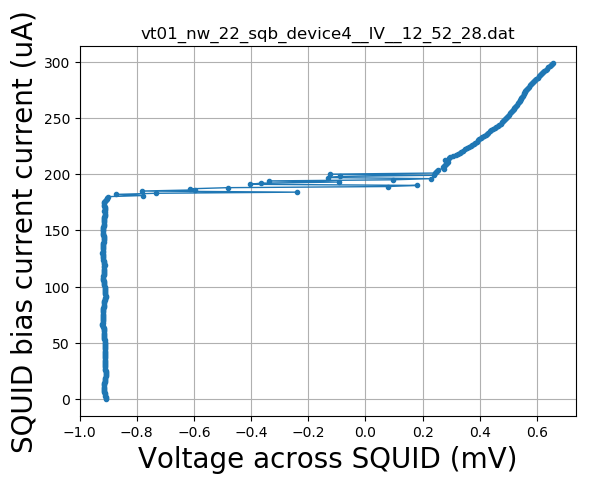 vt01_nw_22_sqb_device4__IV__12_52_28.dat
SQUID bias current current (uA)
300
250
200
150
100
50
0
−1.0 −0.8 −0.6 −0.4 −0.2 0.0 0.2 0.4 0.6
Voltage across SQUID (mV)